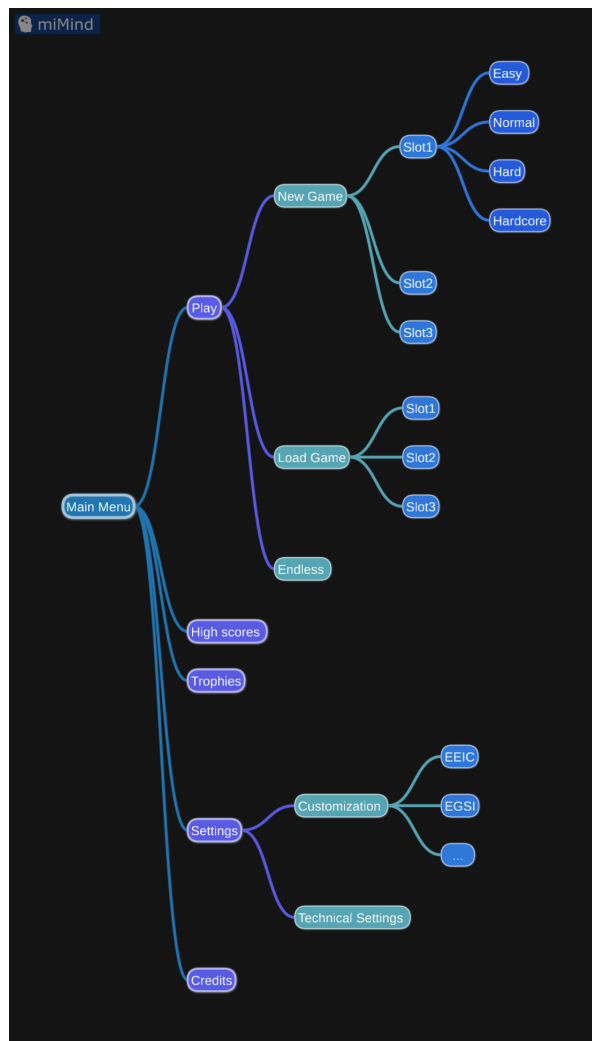 miMind
Easy
Normal
Slot1
Hard
New Game
Hardcore
Slot2
Play
Slot3
Slot1
Load Game
Slot2
Main Menu
Slot3
Endless
High scores
Trophies
EEIC
Customization
EGSI
Settings
...
Technical Settings
Credits